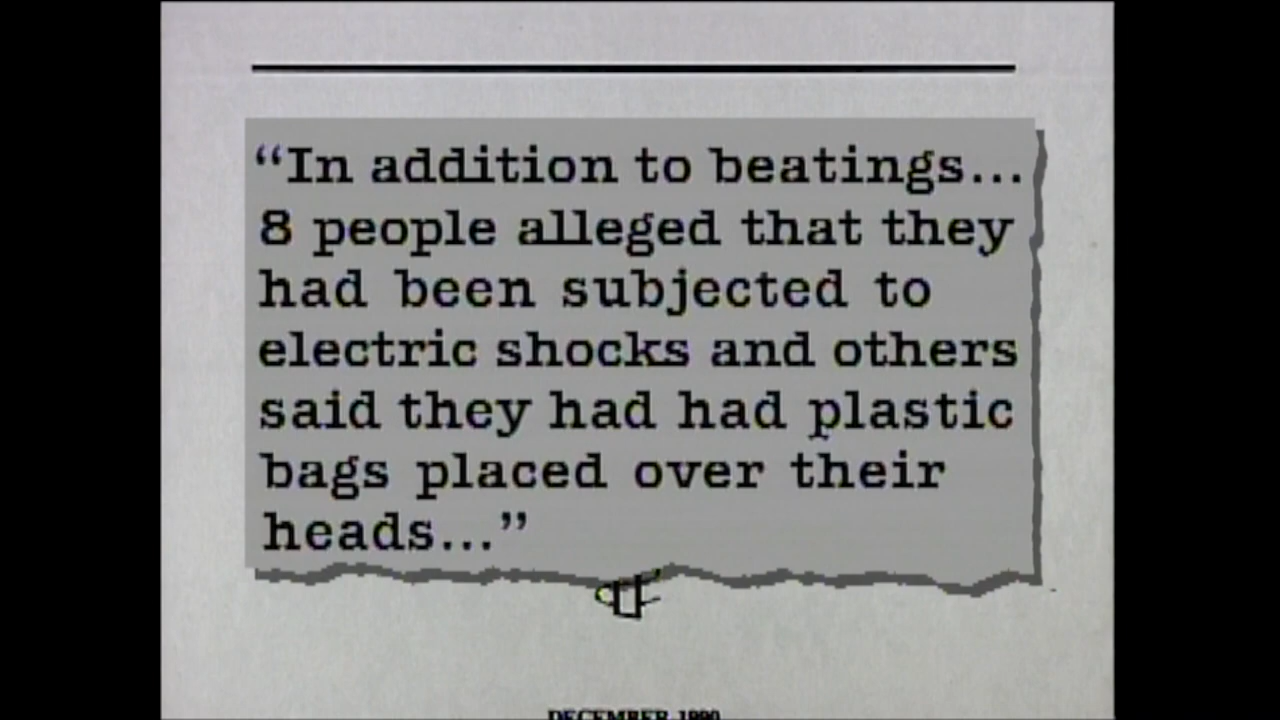 “In addition to beatings...
8 people alleged that they
had been subjected to
electric shocks and others
said they had had plastic
bags placed over their
heads...”
DECEMBER 1990